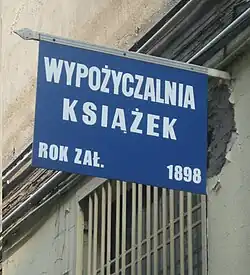 WYPOŻYCZALNIA
KSIĄŻEK
ROK ZAŁ. 1898